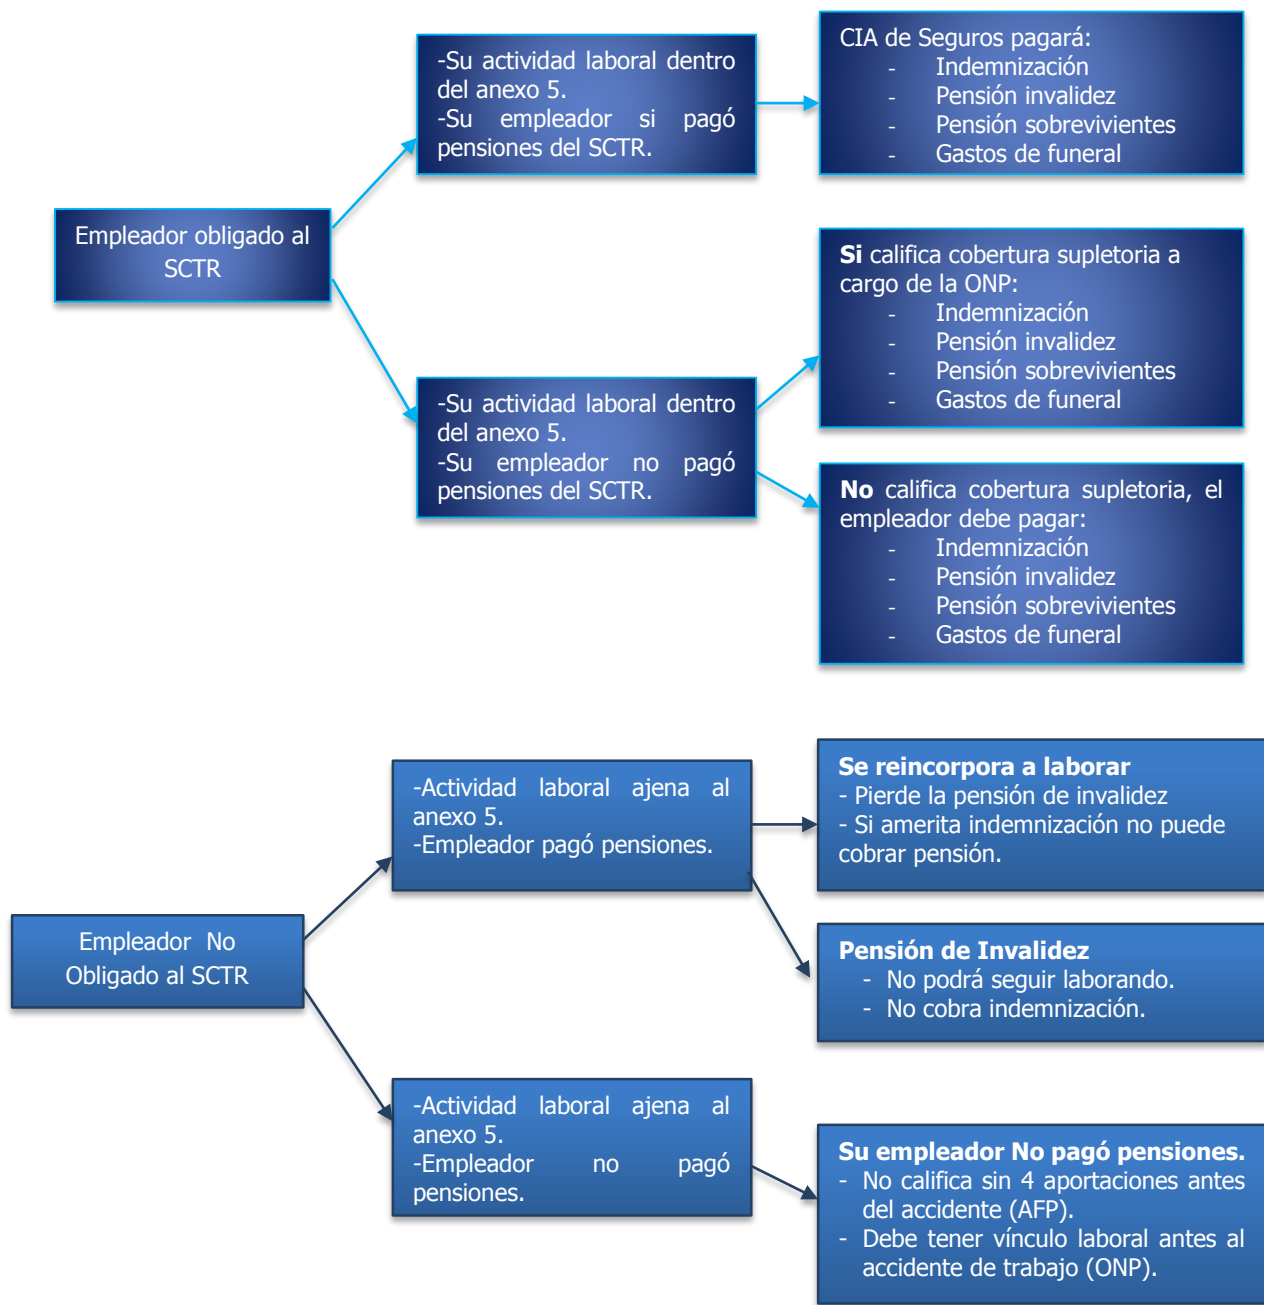 -Su actividad laboral dentro
del anexo 5.
-Su empleador si pagó
pensiones del SCTR.
CIA de Seguros pagará:
- Indemnización
- Pensión invalidez
- Pensión sobrevivientes
- Gastos de funeral
Empleador obligado al
SCTR
Si califica cobertura supletoria a
cargo de la ONP:
- Indemnización
- Pensión invalidez
- Pensión sobrevivientes
- Gastos de funeral
-Su actividad laboral dentro
del anexo 5.
-Su empleador no pagó
pensiones del SCTR.
No califica cobertura supletoria, el
empleador debe pagar:
- Indemnización
- Pensión invalidez
- Pensión sobrevivientes
- Gastos de funeral
-Actividad laboral ajena al
anexo 5.
-Empleador pagó pensiones.
Se reincorpora a laborar
- Pierde la pensión de invalidez
- Si amerita indemnización no puede
cobrar pensión.
Empleador No
Obligado al SCTR
Pensión de Invalidez
- No podrá seguir laborando.
- No cobra indemnización.
-Actividad laboral ajena al
anexo 5.
-Empleador no pagó
pensiones.
Su empleador No pagó pensiones.
- No califica sin 4 aportaciones antes
del accidente (AFP).
- Debe tener vínculo laboral antes al
accidente de trabajo (ONP).